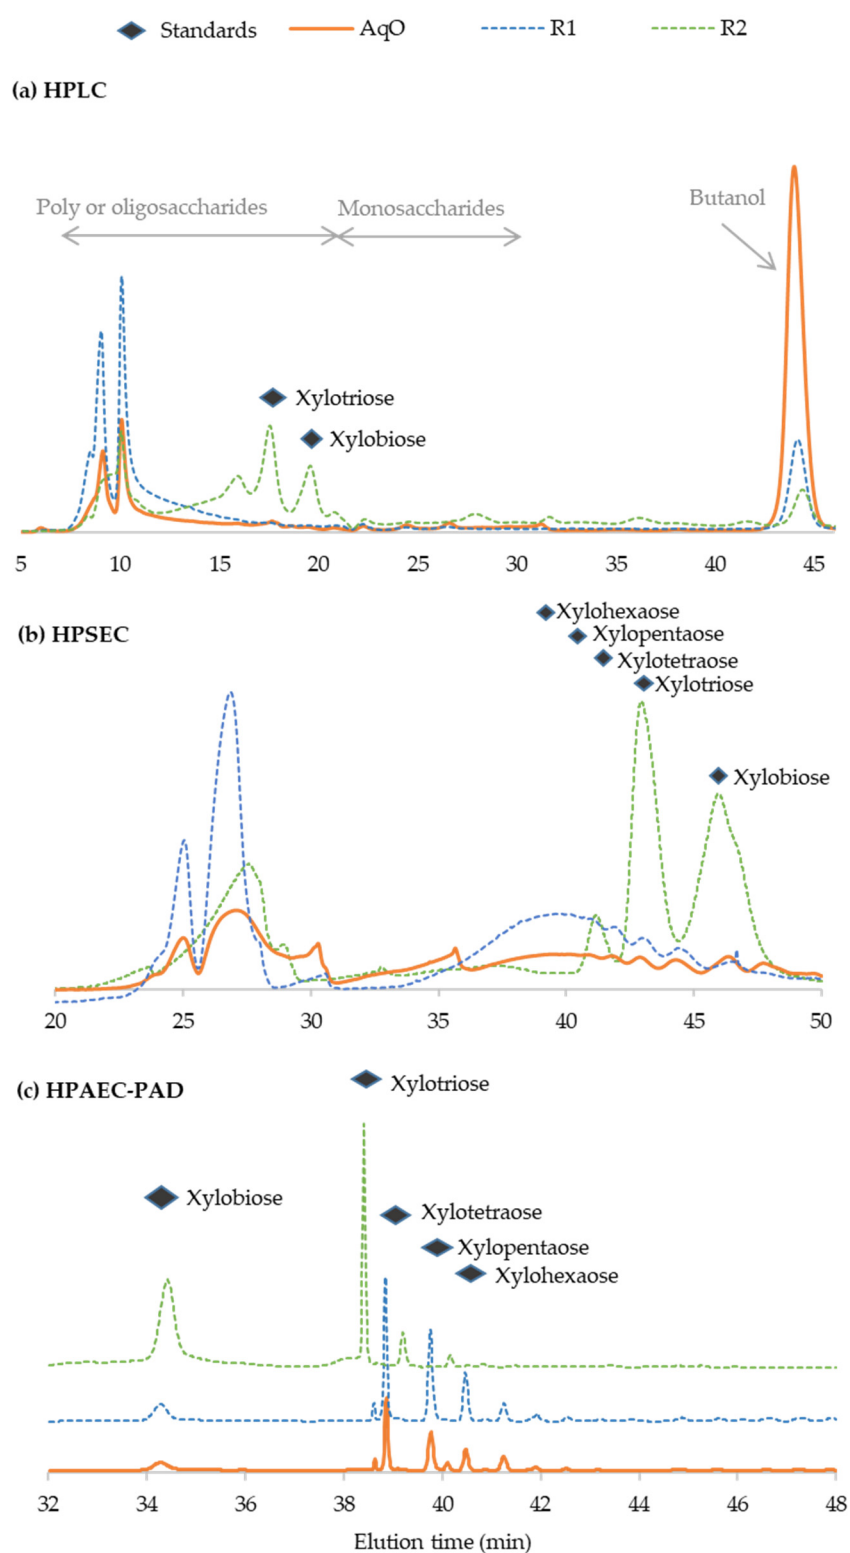 Standards AqO R1 R2
(a) HPLC
Poly or oligosaccharides Monosaccharides Butanol
Xylotriose
Xylobiose
5 10 15 20 25 30 35 40 45
(b) HPSEC
Xylohexaose
Xylopentaose
Xylotetraose
Xylotriose
Xylobiose
20 25 30 35 40 45 50
(c) HPAEC-PAD
Xylotriose
Xylobiose
Xylotetraose
Xylopentaose
Xylohexaose
32 34 36 38 40 42 44 46 48
Elution time (min)